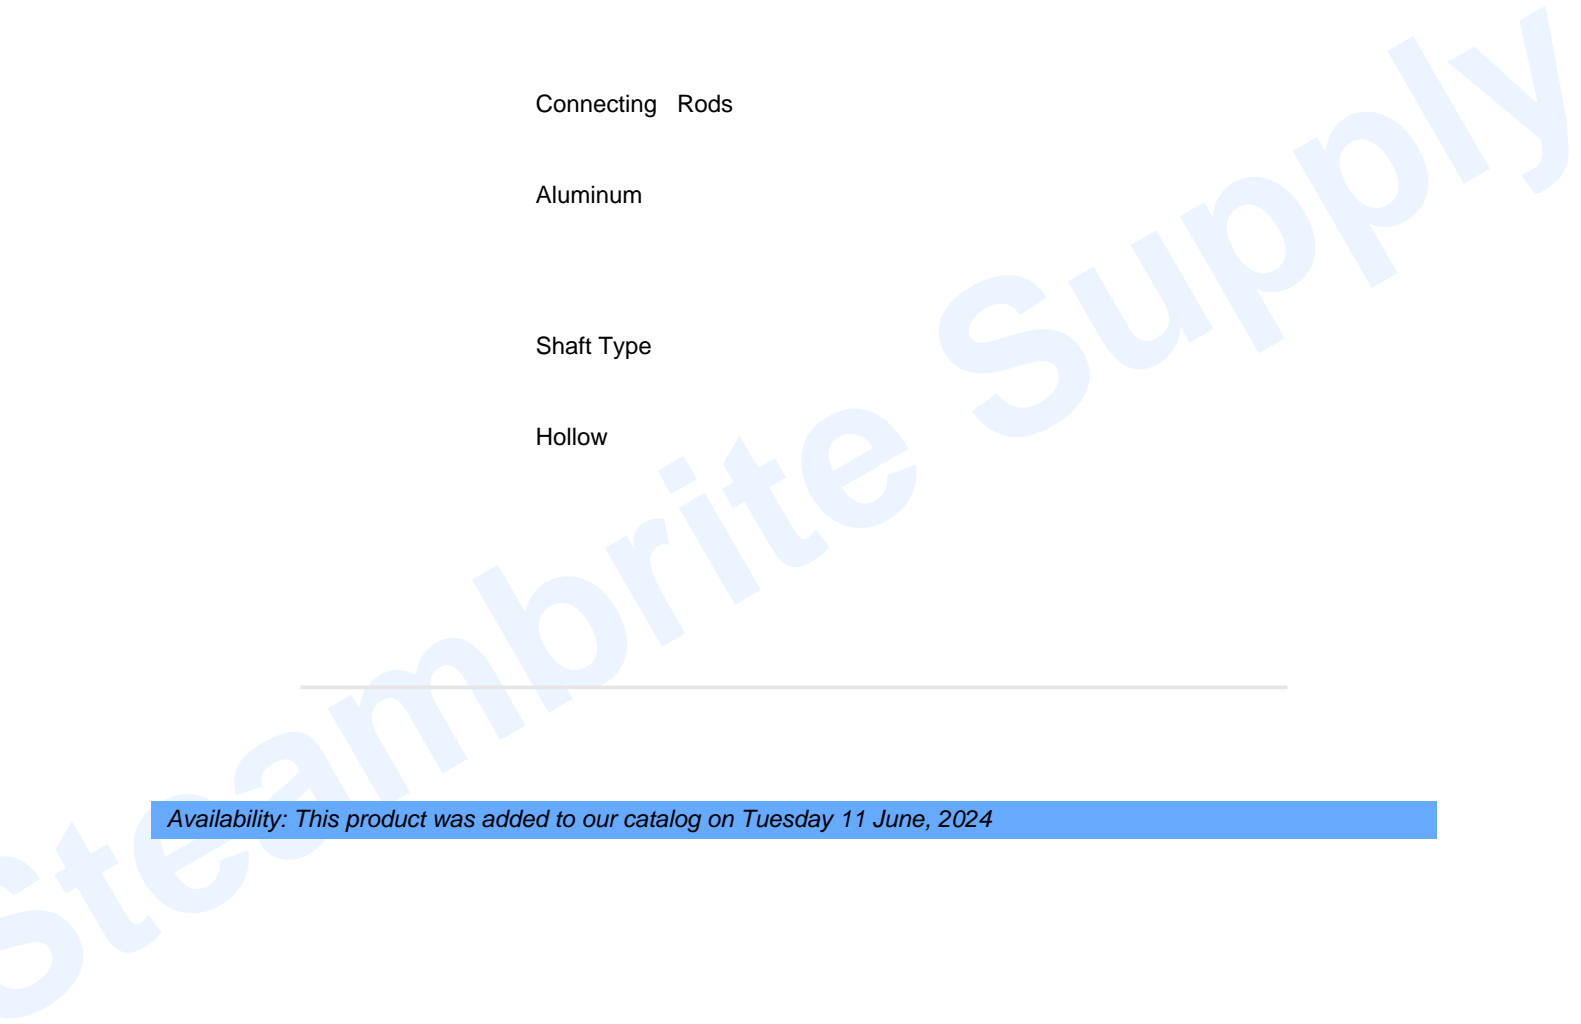 Connecting Rods
Aluminum
Shaft Type
Hollow
Availability: This product was added to our catalog on Tuesday 11 June, 2024
Steambrite Supply